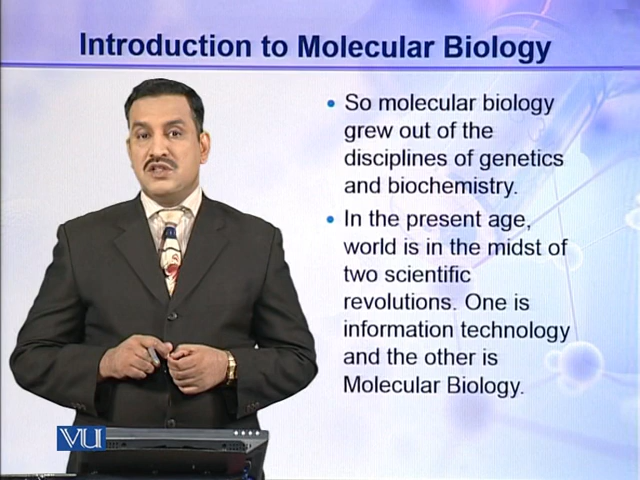 Introduction to Molecular Biology
• So molecular biology
grew out of the
disciplines of genetics
and biochemistry.
• In the present age,
world is in the midst of
two scientific
revolutions. One is
information technology
and the other is
Molecular Biology.
VU